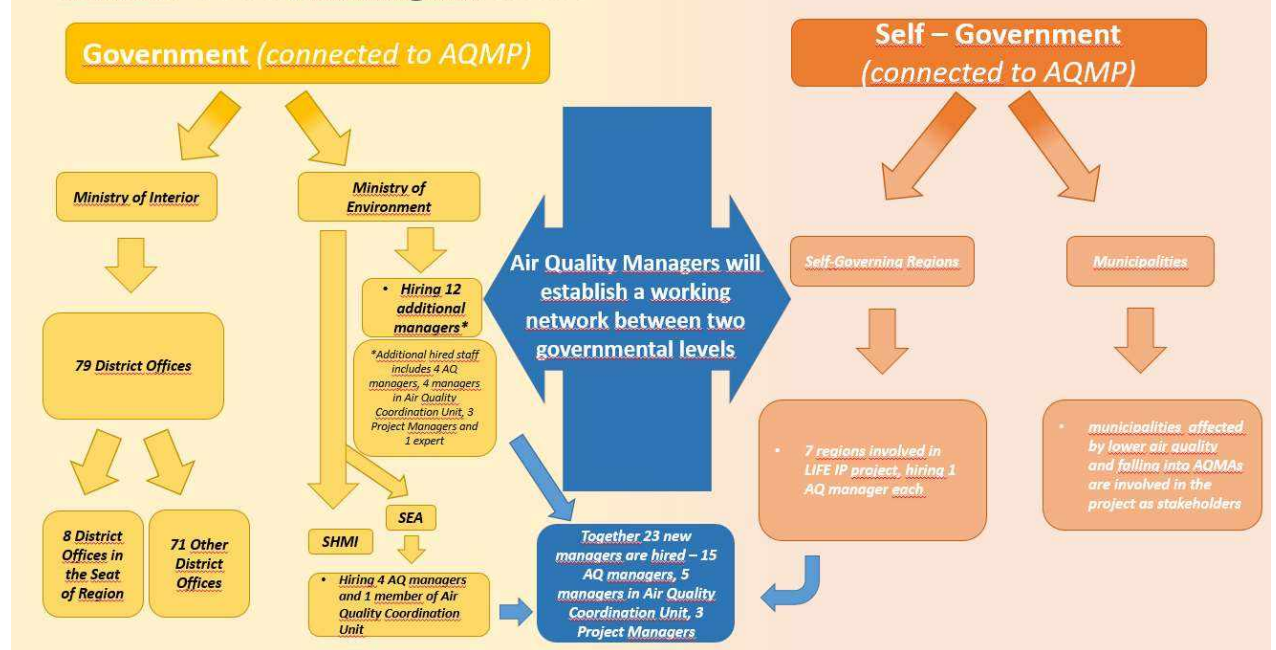 Government (connected to AQMP)
Self – Government
(connected to AQMP)
Ministry of Interior
Ministry of
Environment
Self-Governing Regions
Municipalities
Air Quality Managers will
establish a working
network between two
governmental levels
• Hiring 12
additional
managers*
*Additional hired staff
includes 4 AQ
managers, 4 managers
in Air Quality
Coordination Unit, 3
Project Managers and
1 expert
79 District Offices
8 District
Offices in
the Seat
of Region
71 Other
District
Offices
SHMI
SEA
• Hiring 4 AQ managers
and 1 member of Air
Quality Coordination
Unit
Together 23 new
managers are hired – 15
AQ managers, 5
managers in Air Quality
Coordination Unit, 3
Project Managers
• 7 regions involved in
LIFE IP project, hiring 1
AQ manager each
• municipalities affected
by lower air quality
and falling into AQMAs
are involved in the
project as stakeholders